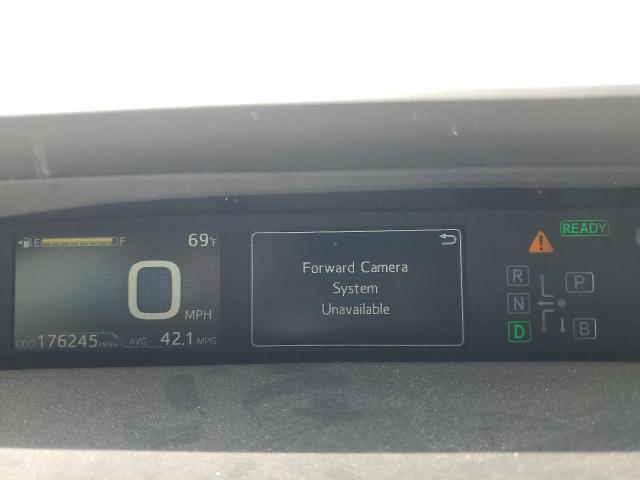 E F 69°F
0 MPH
ODO 176245 miles AVG 42.1 MPG
Forward Camera
System
Unavailable
! READY
R P
N
D B